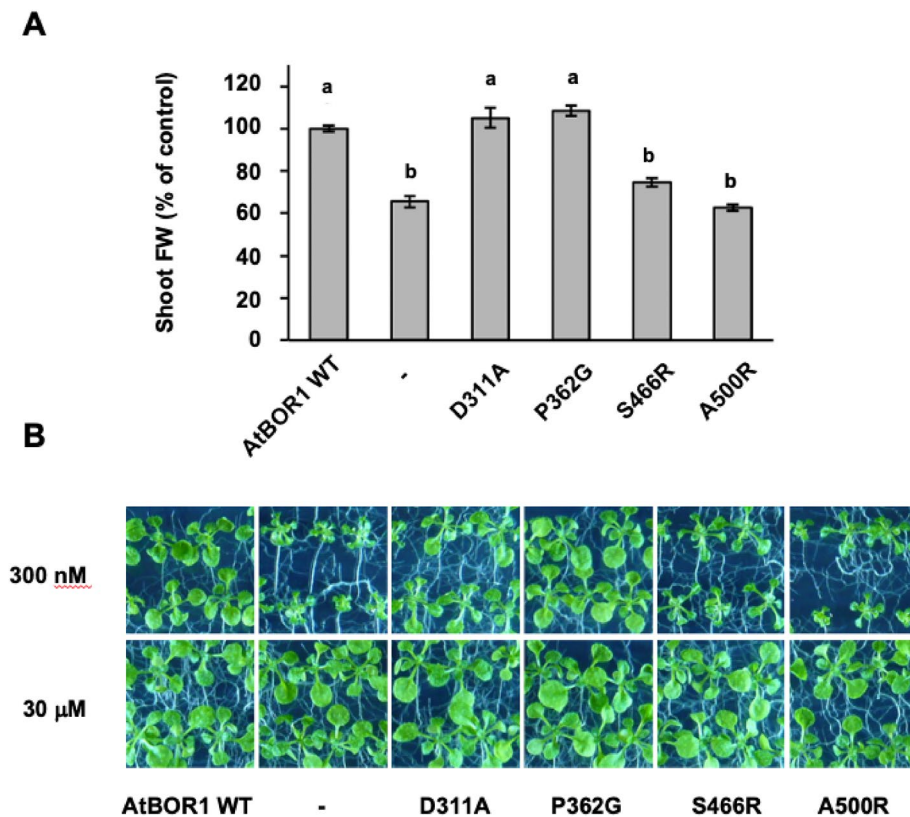 A
Shoot FW (% of control)
120
100
80
60
40
20
0
a
b
a
a
b
b
AtBOR1 WT
-
D311A
P362G
S466R
A500R
B
300 nM
30 μM
AtBOR1 WT - D311A P362G S466R A500R